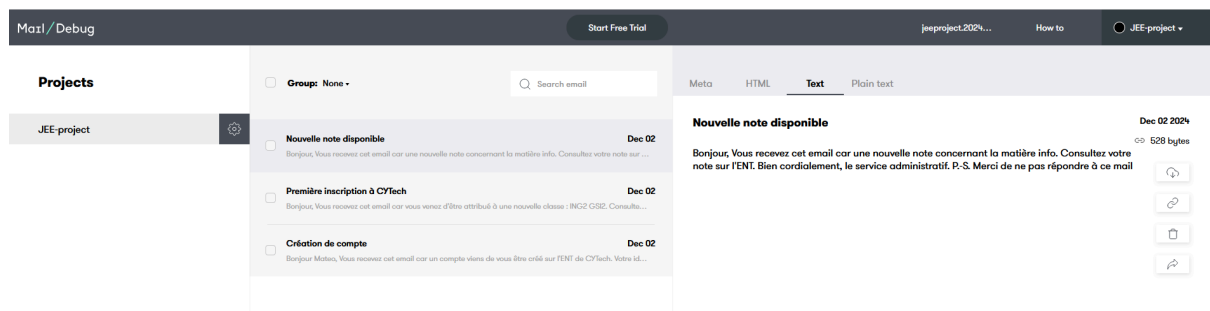 MaIl/Debug
Start Free Trial
jeeproject.2024...
How to
JEE-project
Projects
JEE-project
Group: None
Search email
Nouvelle note disponible
Dec 02
Bonjour, Vous recevez cet email car une nouvelle note concernant la matière info. Consultez votre note sur ...
Première inscription à CYTech
Dec 02
Bonjour, Vous recevez cet email car vous venez d'être attribué à une nouvelle classe : ING2 GSI2. Consulte...
Création de compte
Dec 02
Bonjour Mateo, Vous recevez cet email car un compte viens de vous être créé sur l'ENT de CYTech. Votre id...
Meta
HTML
Text
Plain text
Nouvelle note disponible
Dec 02 2024
528 bytes
Bonjour, Vous recevez cet email car une nouvelle note concernant la matière info. Consultez votre
note sur l'ENT. Bien cordialement, le service administratif. P.-S. Merci de ne pas répondre à ce mail